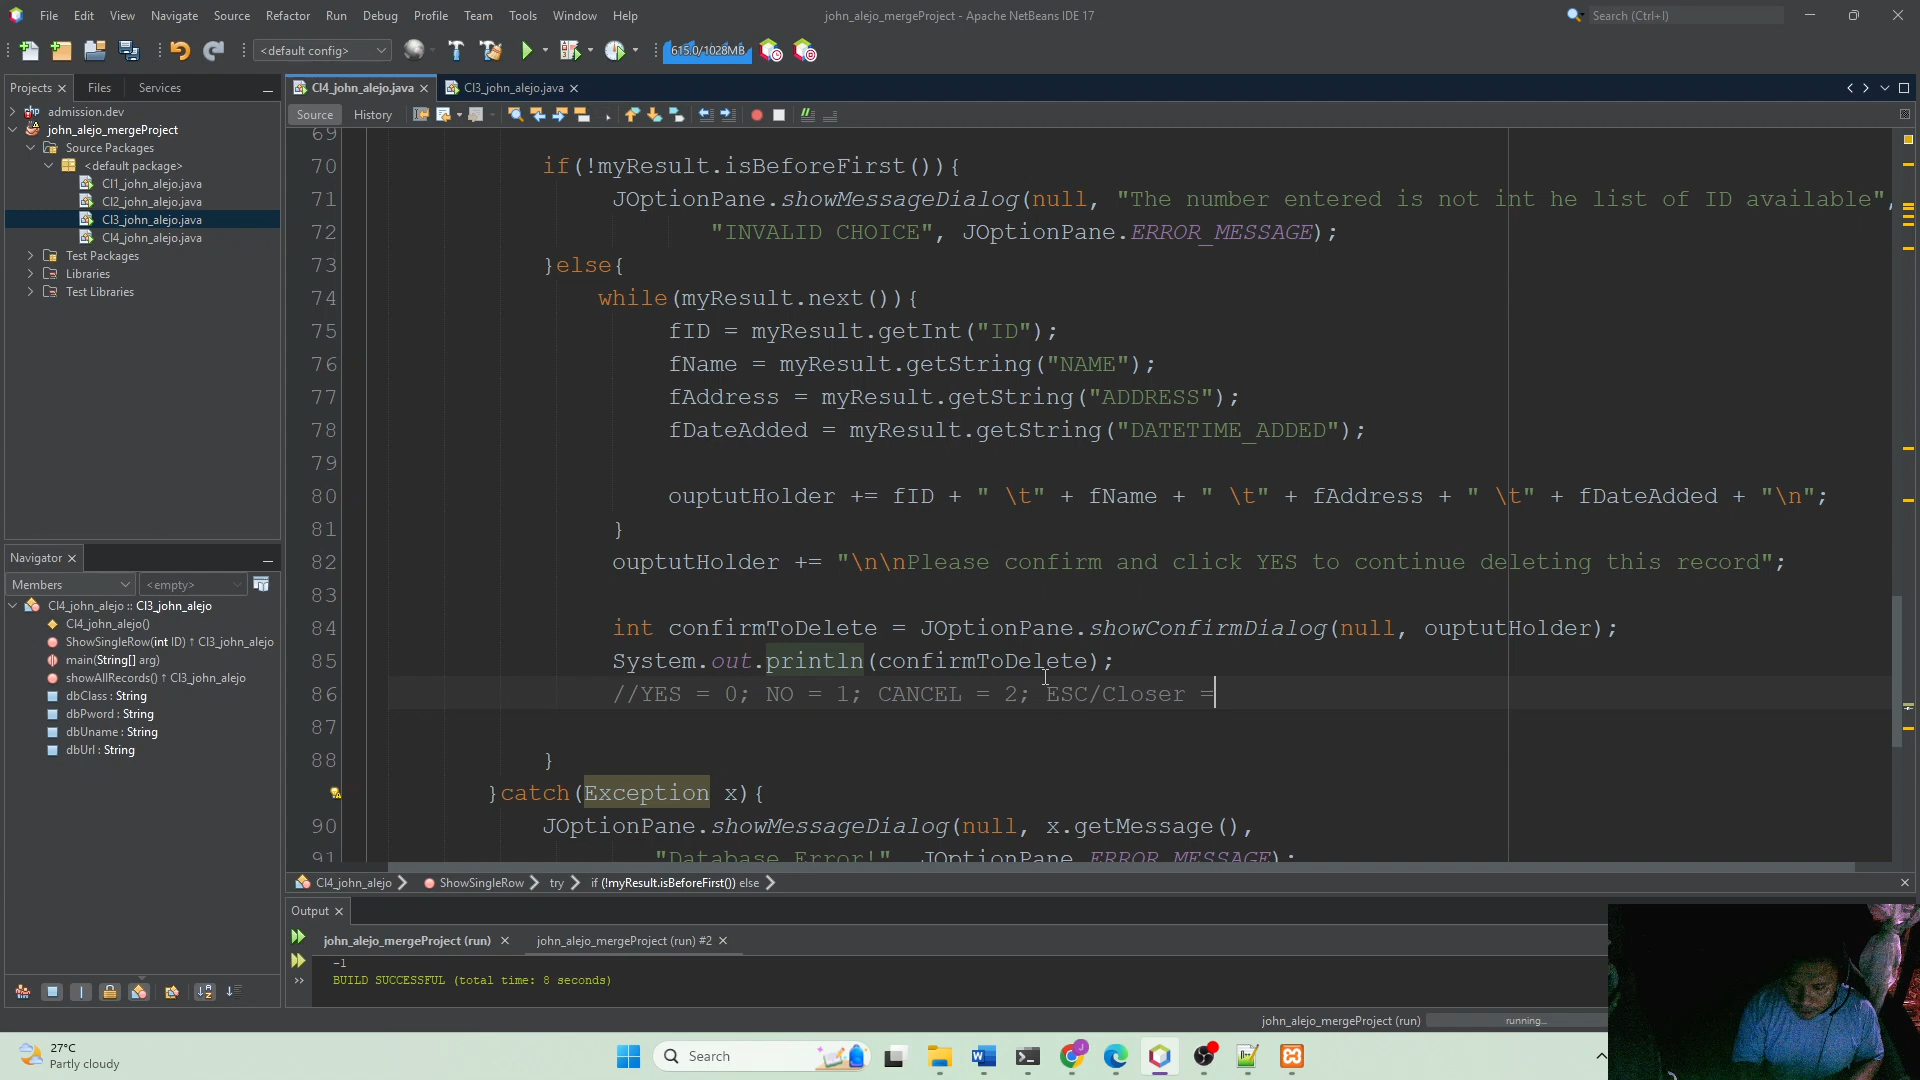 File Edit View Navigate Source Refactor Run Debug Profile Team Tools Window Help
john_alejo_mergeProject - Apache NetBeans IDE 17
Search (Ctrl+I)
<default config>
615.0/1028MB
Projects
Files
Services
CI4_john_alejo.java
CI3_john_alejo.java
Source
History
admission.dev
john_alejo_mergeProject
Source Packages
<default package>
CI1_john_alejo.java
CI2_john_alejo.java
CI3_john_alejo.java
CI4_john_alejo.java
Test Packages
Libraries
Test Libraries
Navigator
Members
<empty>
CI4_john_alejo :: CI3_john_alejo
CI4_john_alejo()
ShowSingleRow(int ID) ↑ CI3_john_alejo
main(String[] arg)
showAllRecords() ↑ CI3_john_alejo
dbClass : String
dbPword : String
dbUname : String
dbUrl : String
69
70 if(!myResult.isBeforeFirst()){
71 JOptionPane.showMessageDialog(null, "The number entered is not int he list of ID available",
72 "INVALID CHOICE", JOptionPane.ERROR_MESSAGE);
73 }else{
74 while(myResult.next()){
75 fID = myResult.getInt("ID");
76 fName = myResult.getString("NAME");
77 fAddress = myResult.getString("ADDRESS");
78 fDateAdded = myResult.getString("DATETIME_ADDED");
79
80 ouptutHolder += fID + " \t" + fName + " \t" + fAddress + " \t" + fDateAdded + "\n";
81 }
82 ouptutHolder += "\n\nPlease confirm and click YES to continue deleting this record";
83
84 int confirmToDelete = JOptionPane.showConfirmDialog(null, ouptutHolder);
85 System.out.println(confirmToDelete);
86 //YES = 0; NO = 1; CANCEL = 2; ESC/Closer =
87
88 }
}catch(Exception x){
90 JOptionPane.showMessageDialog(null, x.getMessage(),
91 "Database Error!", JOptionPane.ERROR_MESSAGE);
CI4_john_alejo
ShowSingleRow
try
if (!myResult.isBeforeFirst()) else
Output
john_alejo_mergeProject (run)
john_alejo_mergeProject (run) #2
-1
BUILD SUCCESSFUL (total time: 8 seconds)
john_alejo_mergeProject (run)
running...
27°C
Partly cloudy
Search